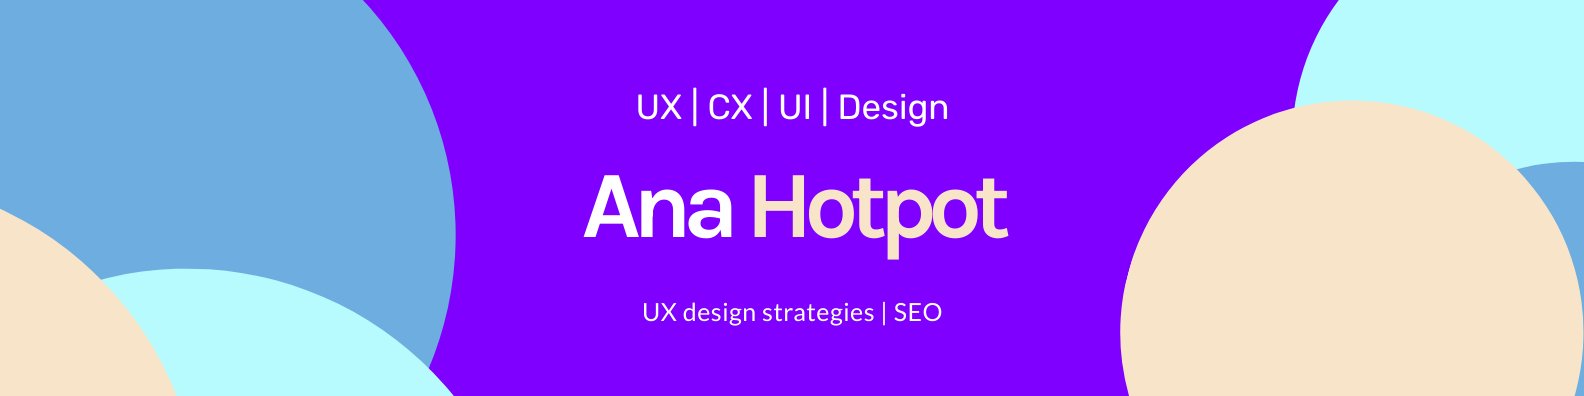 UX | CX | UI | Design
Ana Hotpot
UX design strategies | SEO